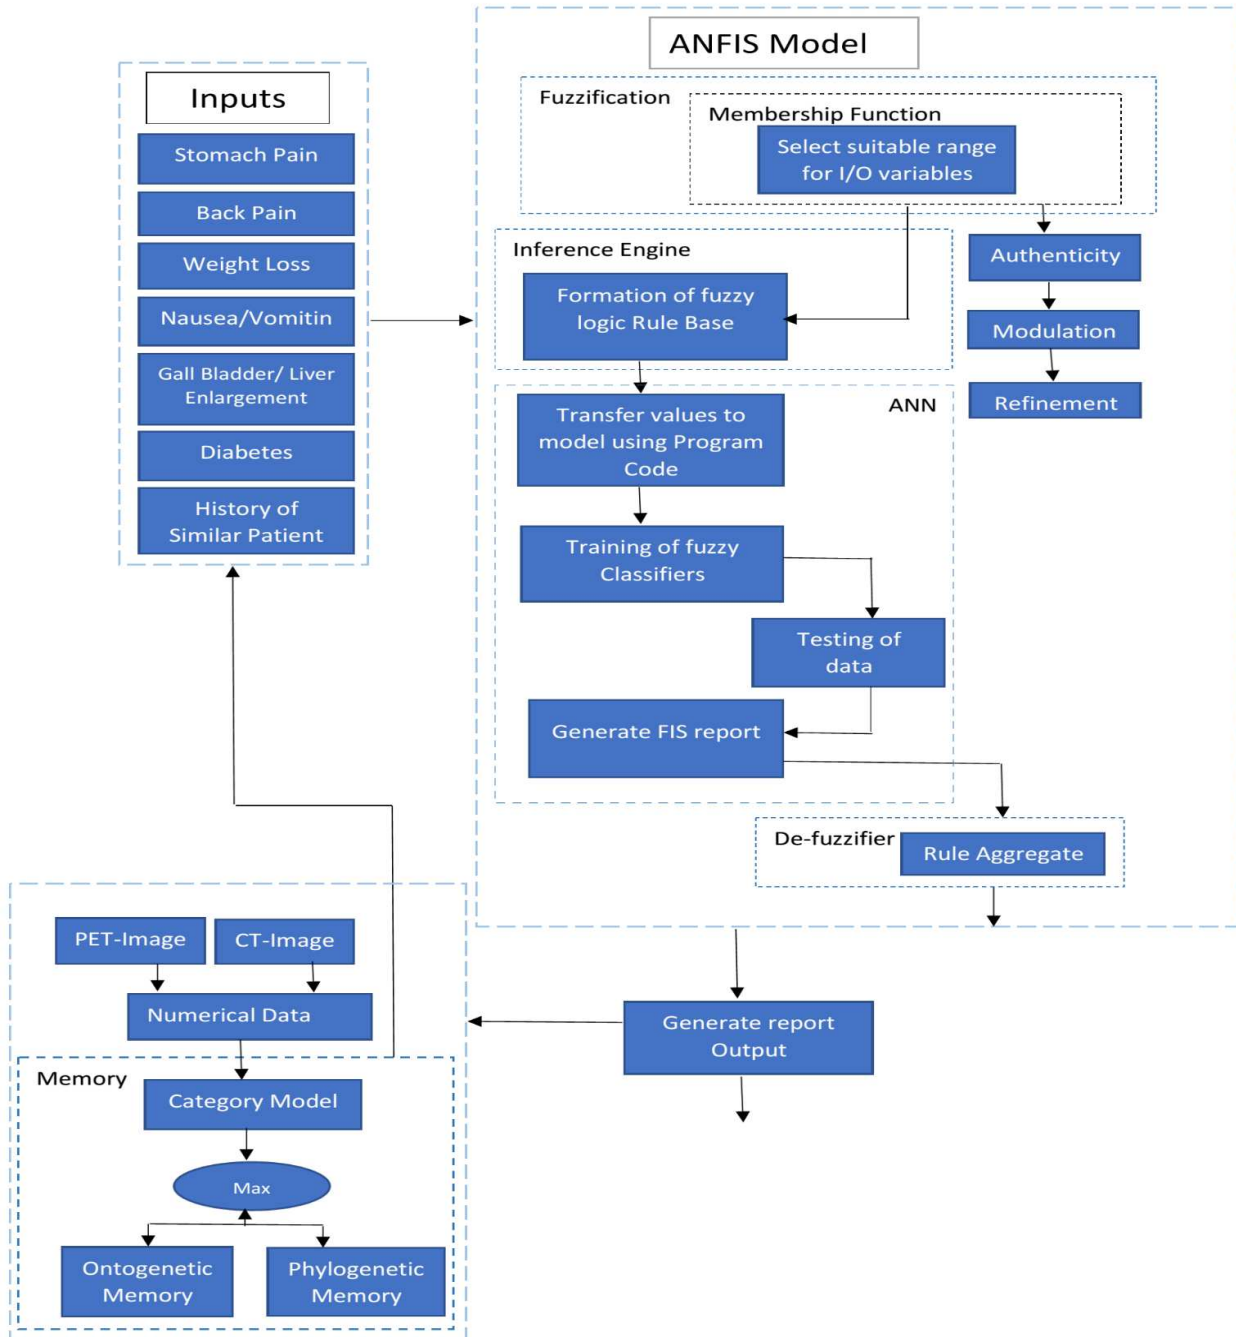 Inputs
Stomach Pain
Back Pain
Weight Loss
Nausea/Vomitin
Gall Bladder/ Liver
Enlargement
Diabetes
History of
Similar Patient
ANFIS Model
Fuzzification
Membership Function
Select suitable range
for I/O variables
Inference Engine
Formation of fuzzy
logic Rule Base
Authenticity
Modulation
Refinement
ANN
Transfer values to
model using Program
Code
Training of fuzzy
Classifiers
Testing of
data
Generate FIS report
De-fuzzifier
Rule Aggregate
Generate report
Output
PET-Image
CT-Image
Numerical Data
Memory
Category Model
Max
Ontogenetic
Memory
Phylogenetic
Memory